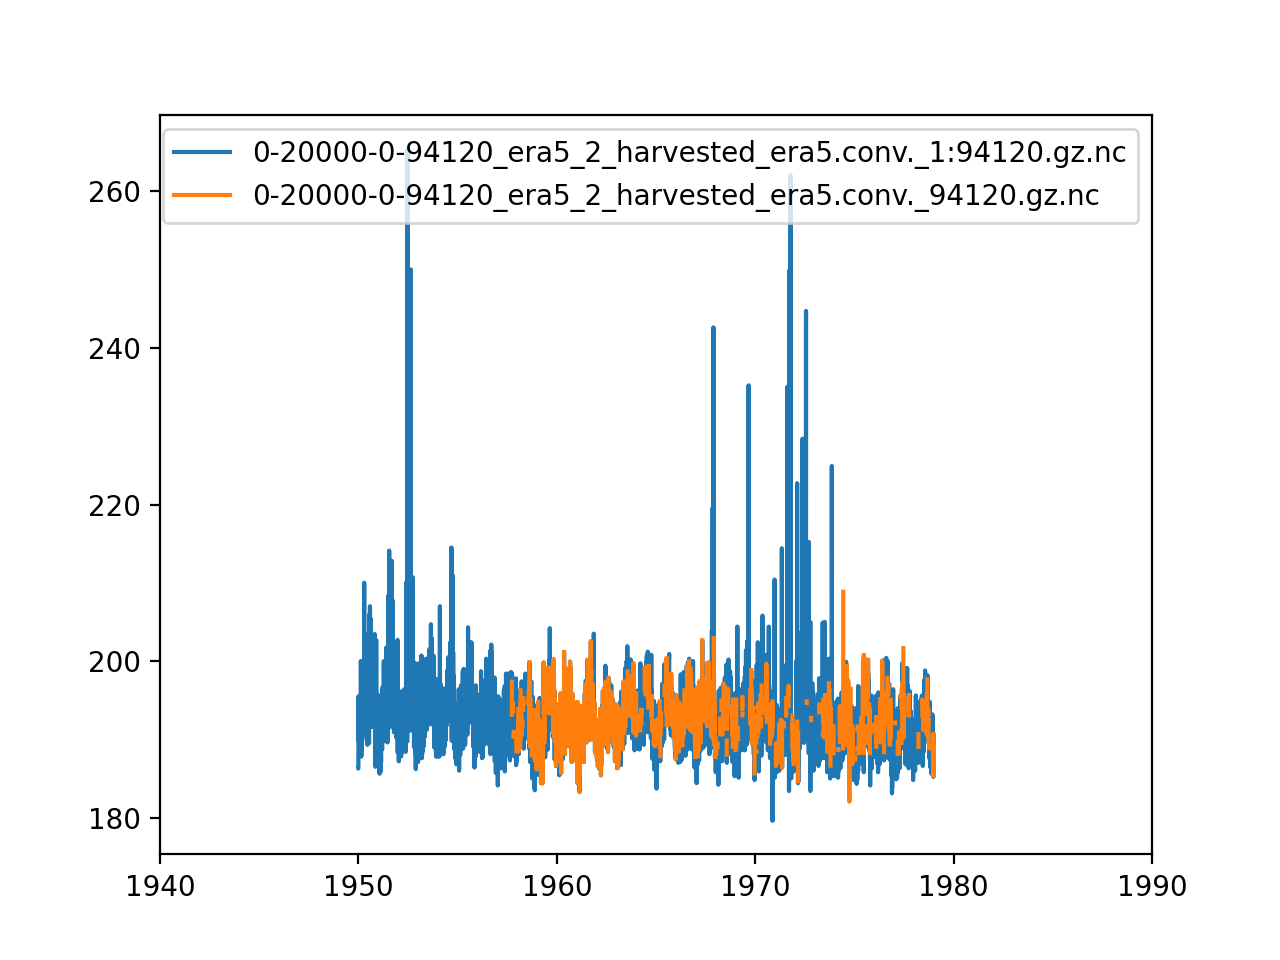 0-20000-0-94120_era5_2_harvested_era5.conv._1:94120.gz.nc
0-20000-0-94120_era5_2_harvested_era5.conv._94120.gz.nc
260
240
220
200
180
1940 1950 1960 1970 1980 1990